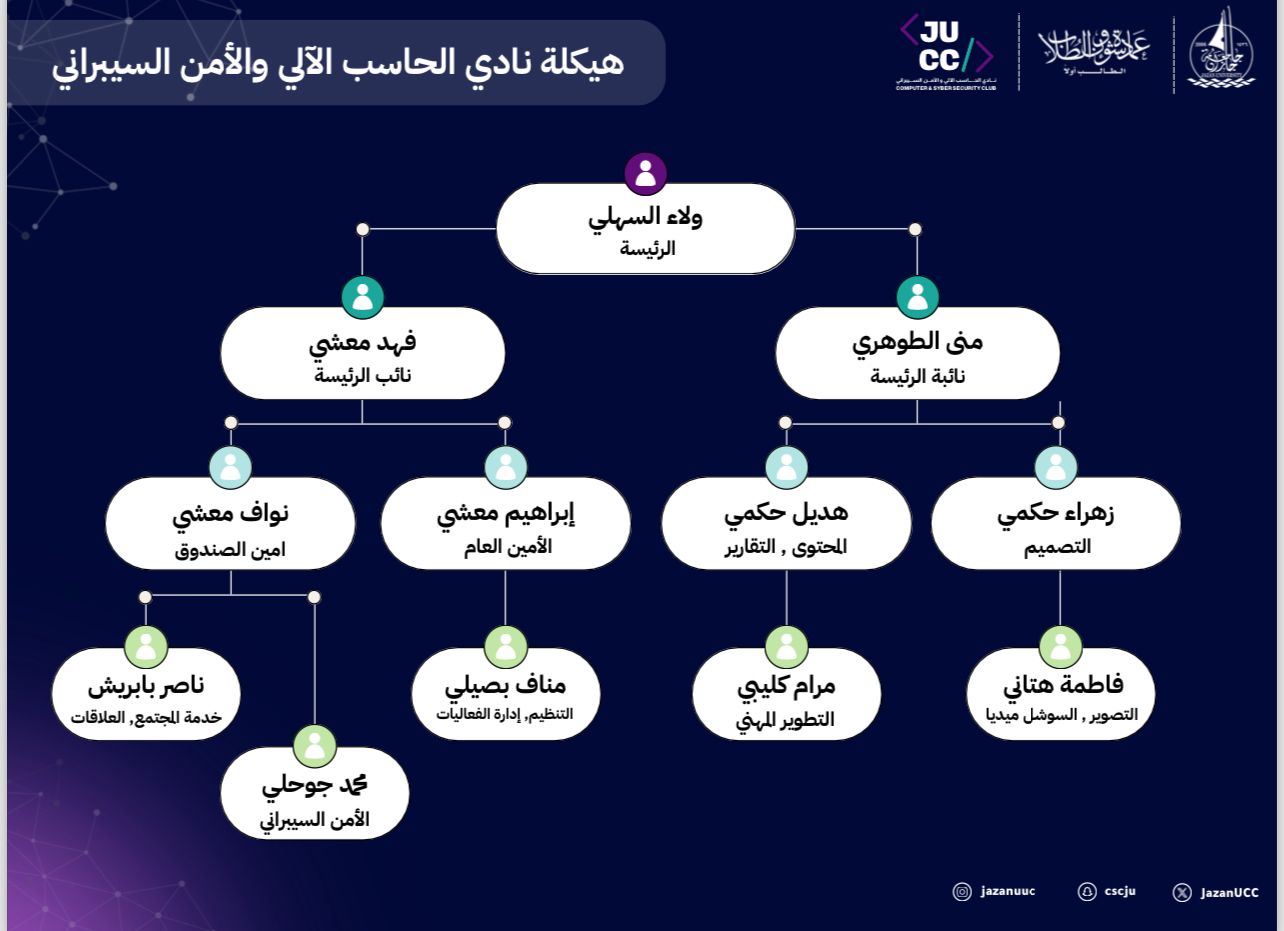 هيكلة نادي الحاسب الآلي والأمن السيبراني
JU
CC
نادي الحاسب الآلي والأمن السيبراني
COMPUTER & SYBERSECURITY CLUB
عمادة شؤون الطلاب
الطالب أولاً
جامعة جازان
JAZAN UNIVERSITY
ولاء السهلي
الرئيسة
منى الطوهري
نائبة الرئيسة
فهد معشي
نائب الرئيسة
زهراء حكمي
التصميم
هديل حكمي
المحتوى , التقارير
إبراهيم معشي
الأمين العام
نواف معشي
امين الصندوق
فاطمة هتاني
التصوير , السوشل ميديا
مرام كليبي
التطوير المهني
مناف بصيلي
التنظيم, إدارة الفعاليات
ناصر بابريش
خدمة المجتمع, العلاقات
محمد جوحلي
الأمن السيبراني
jazanuuc
cscju
JazanUCC